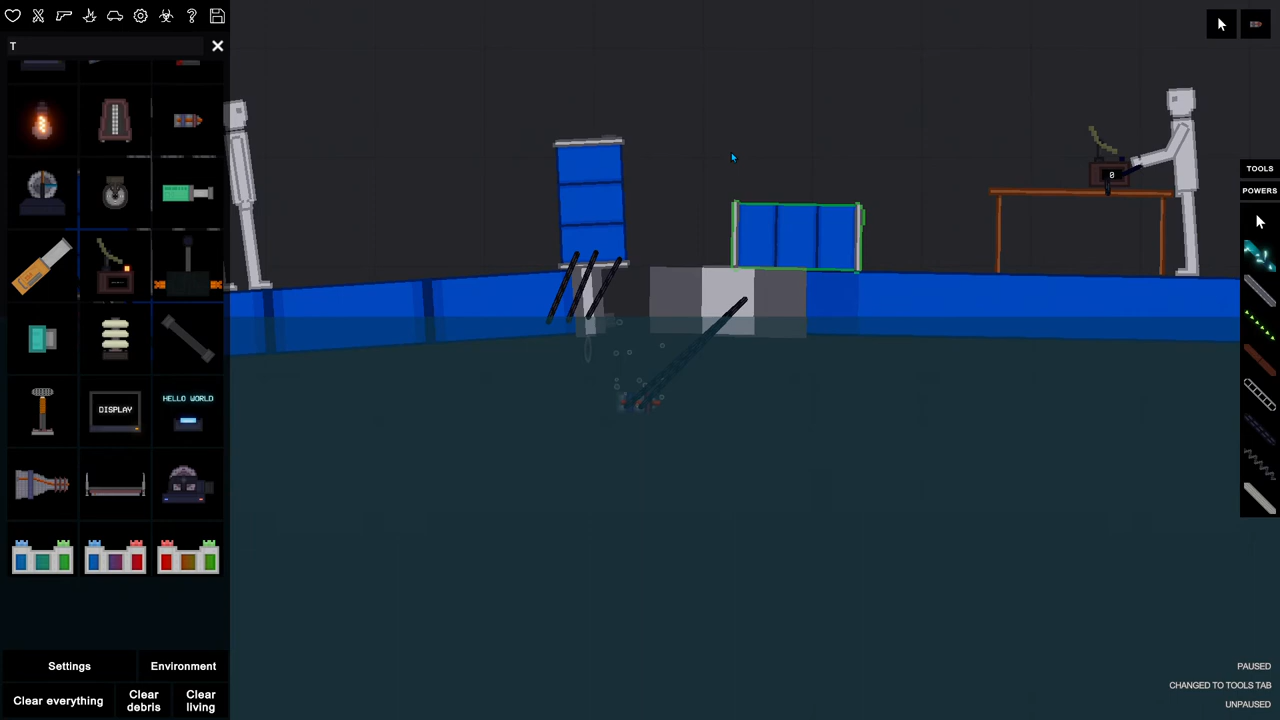 T
TOOLS
POWERS
0
DISPLAY
HELLO WORLD
Settings
Environment
Clear everything
Clear debris
Clear living
PAUSED
CHANGED TO TOOLS TAB
UNPAUSED